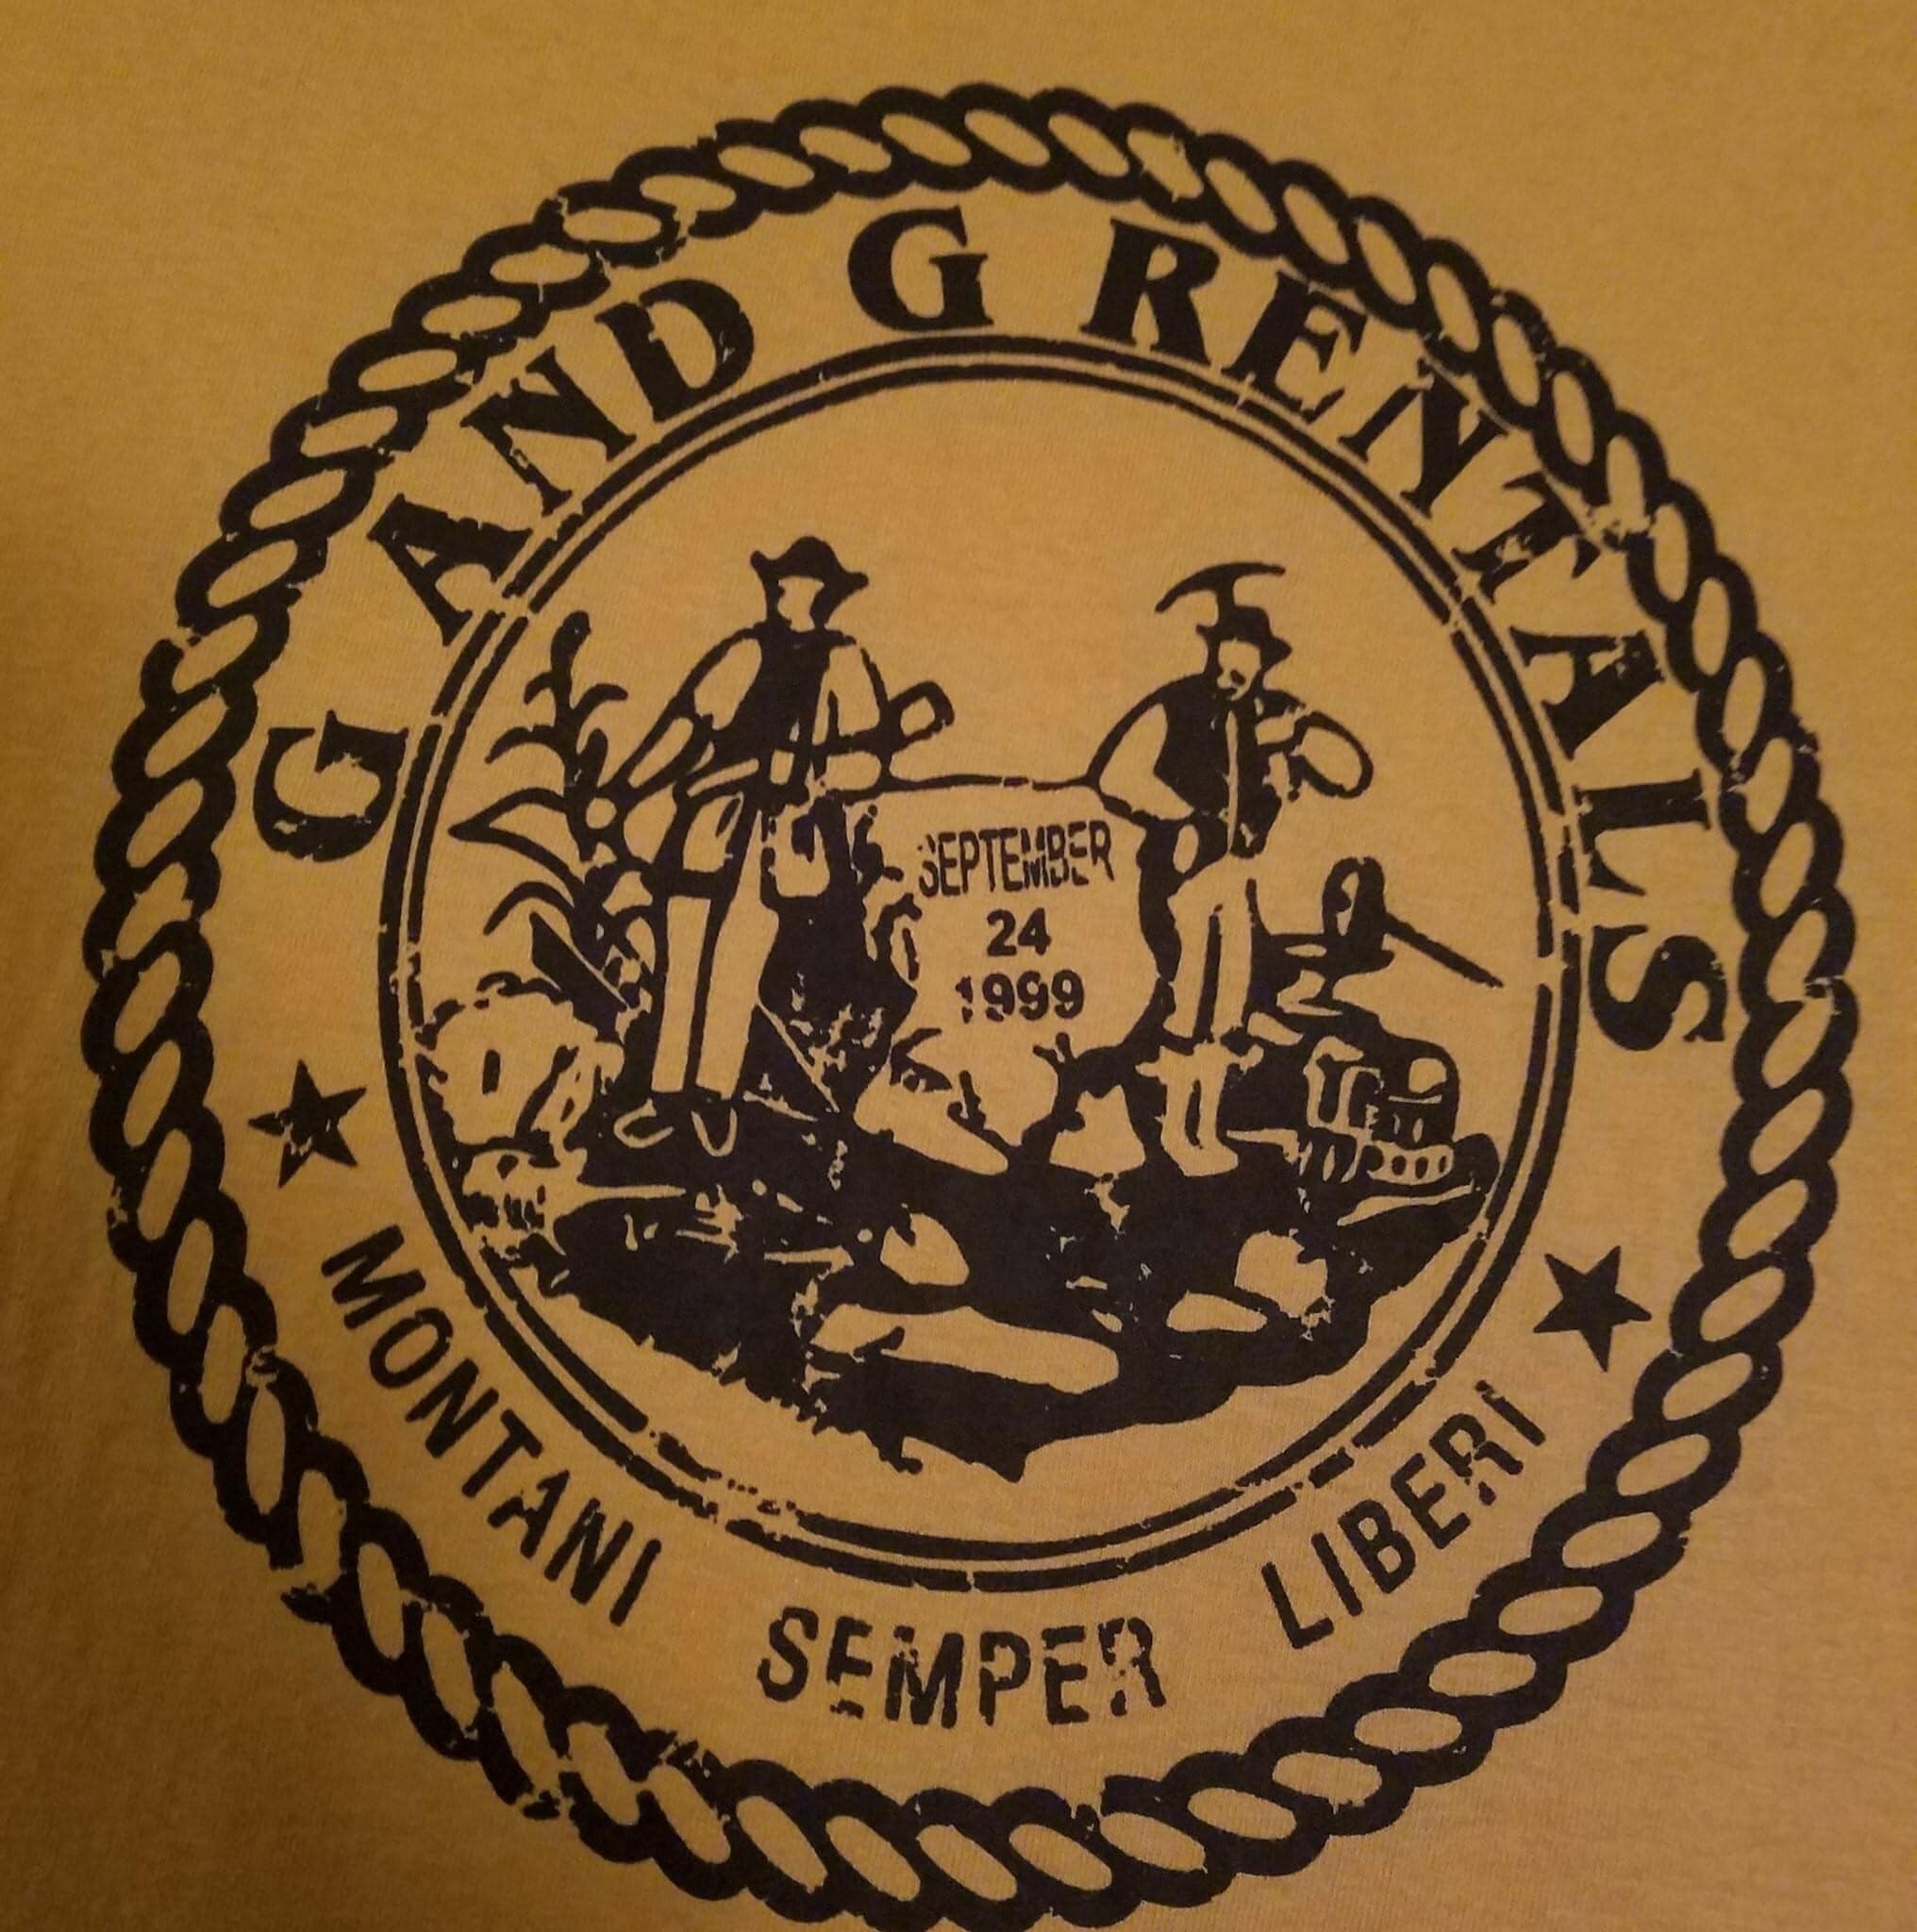 G AND G RENTALS
SEPTEMBER
24
1999
MONTANI SEMPER LIBERI